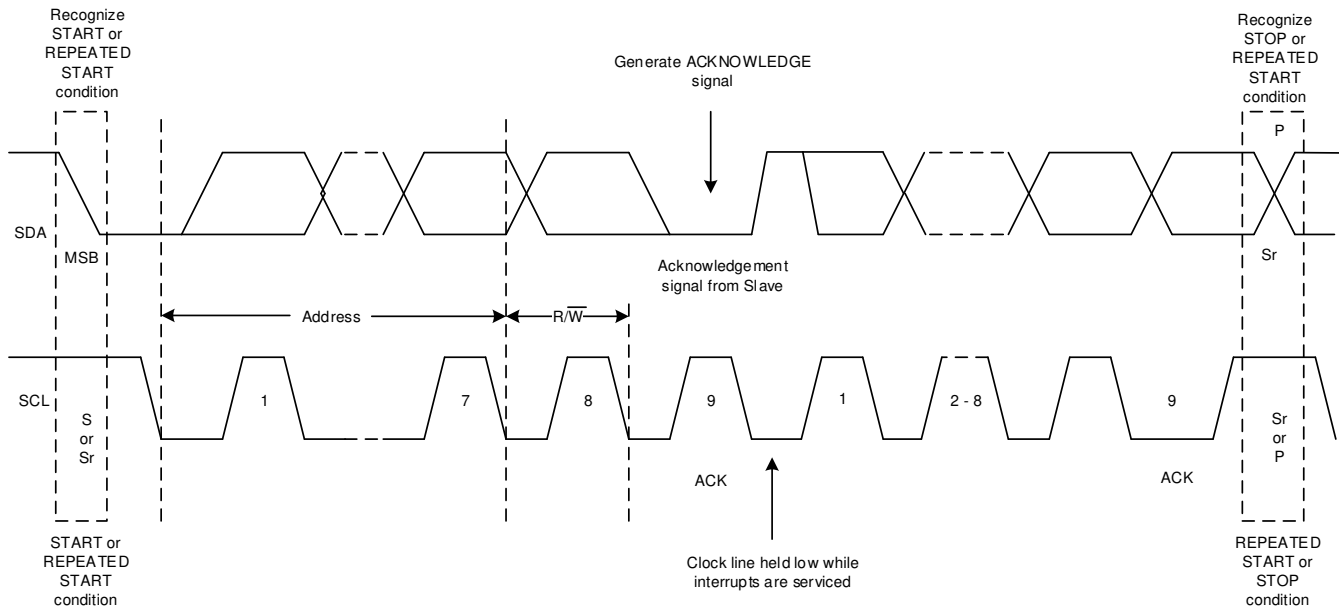 Recognize
START or
REPEATED
START
condition
Generate ACKNOWLEDGE
signal
Recognize
STOP or
REPEATED
START
condition
P
SDA
MSB
Acknowledgement
signal from Slave
Sr
Address
R/W
SCL
S
or
Sr
1
7
8
9
1
2 - 8
9
Sr
or
P
ACK
ACK
START or
REPEATED
START
condition
Clock line held low while
interrupts are serviced
REPEATED
START or
STOP
condition